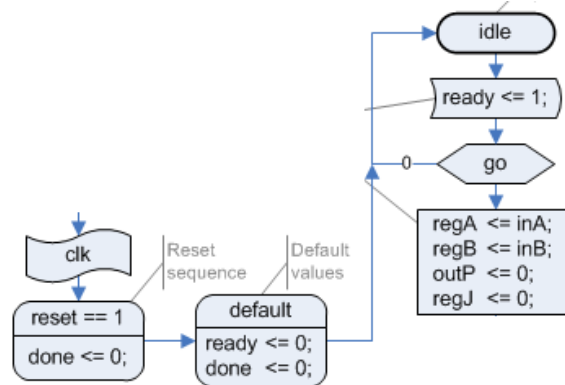 idle
ready <= 1;
0
go
regA <= inA;
regB <= inB;
outP <= 0;
regJ <= 0;
clk
Reset
sequence
Default
values
reset == 1
done <= 0;
default
ready <= 0;
done <= 0;